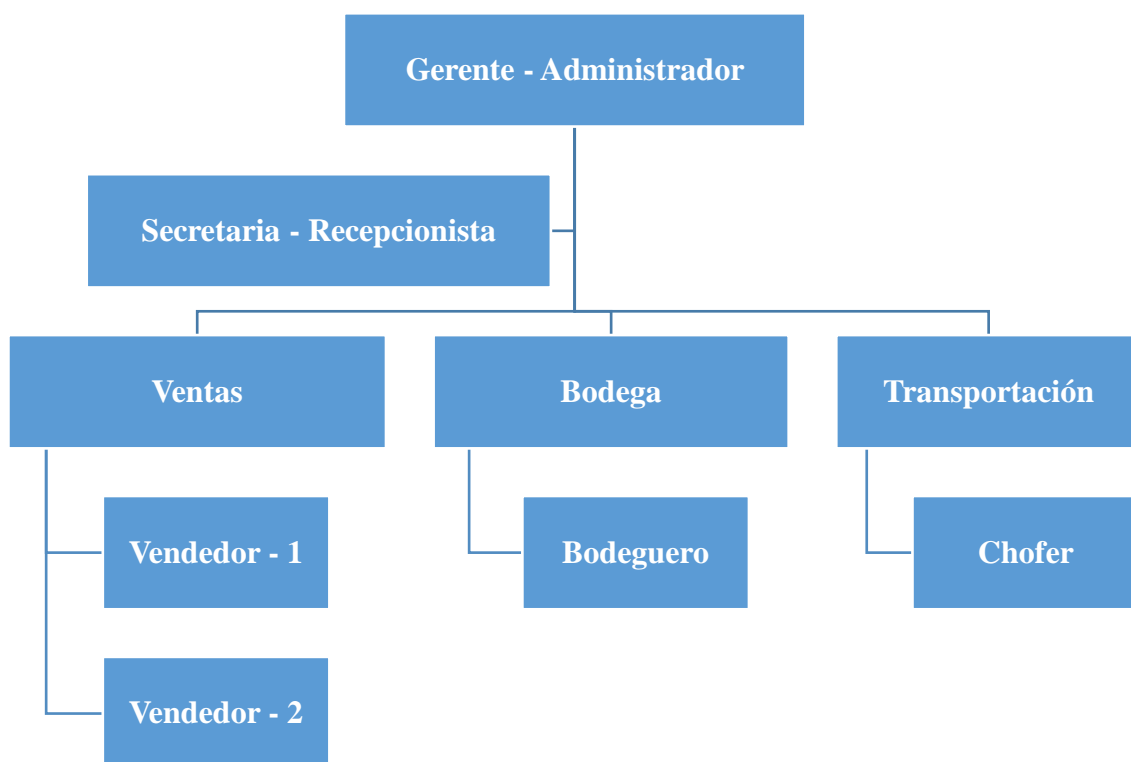 Gerente - Administrador
Secretaria - Recepcionista
Ventas
Bodega
Transportación
Vendedor - 1
Bodeguero
Chofer
Vendedor - 2